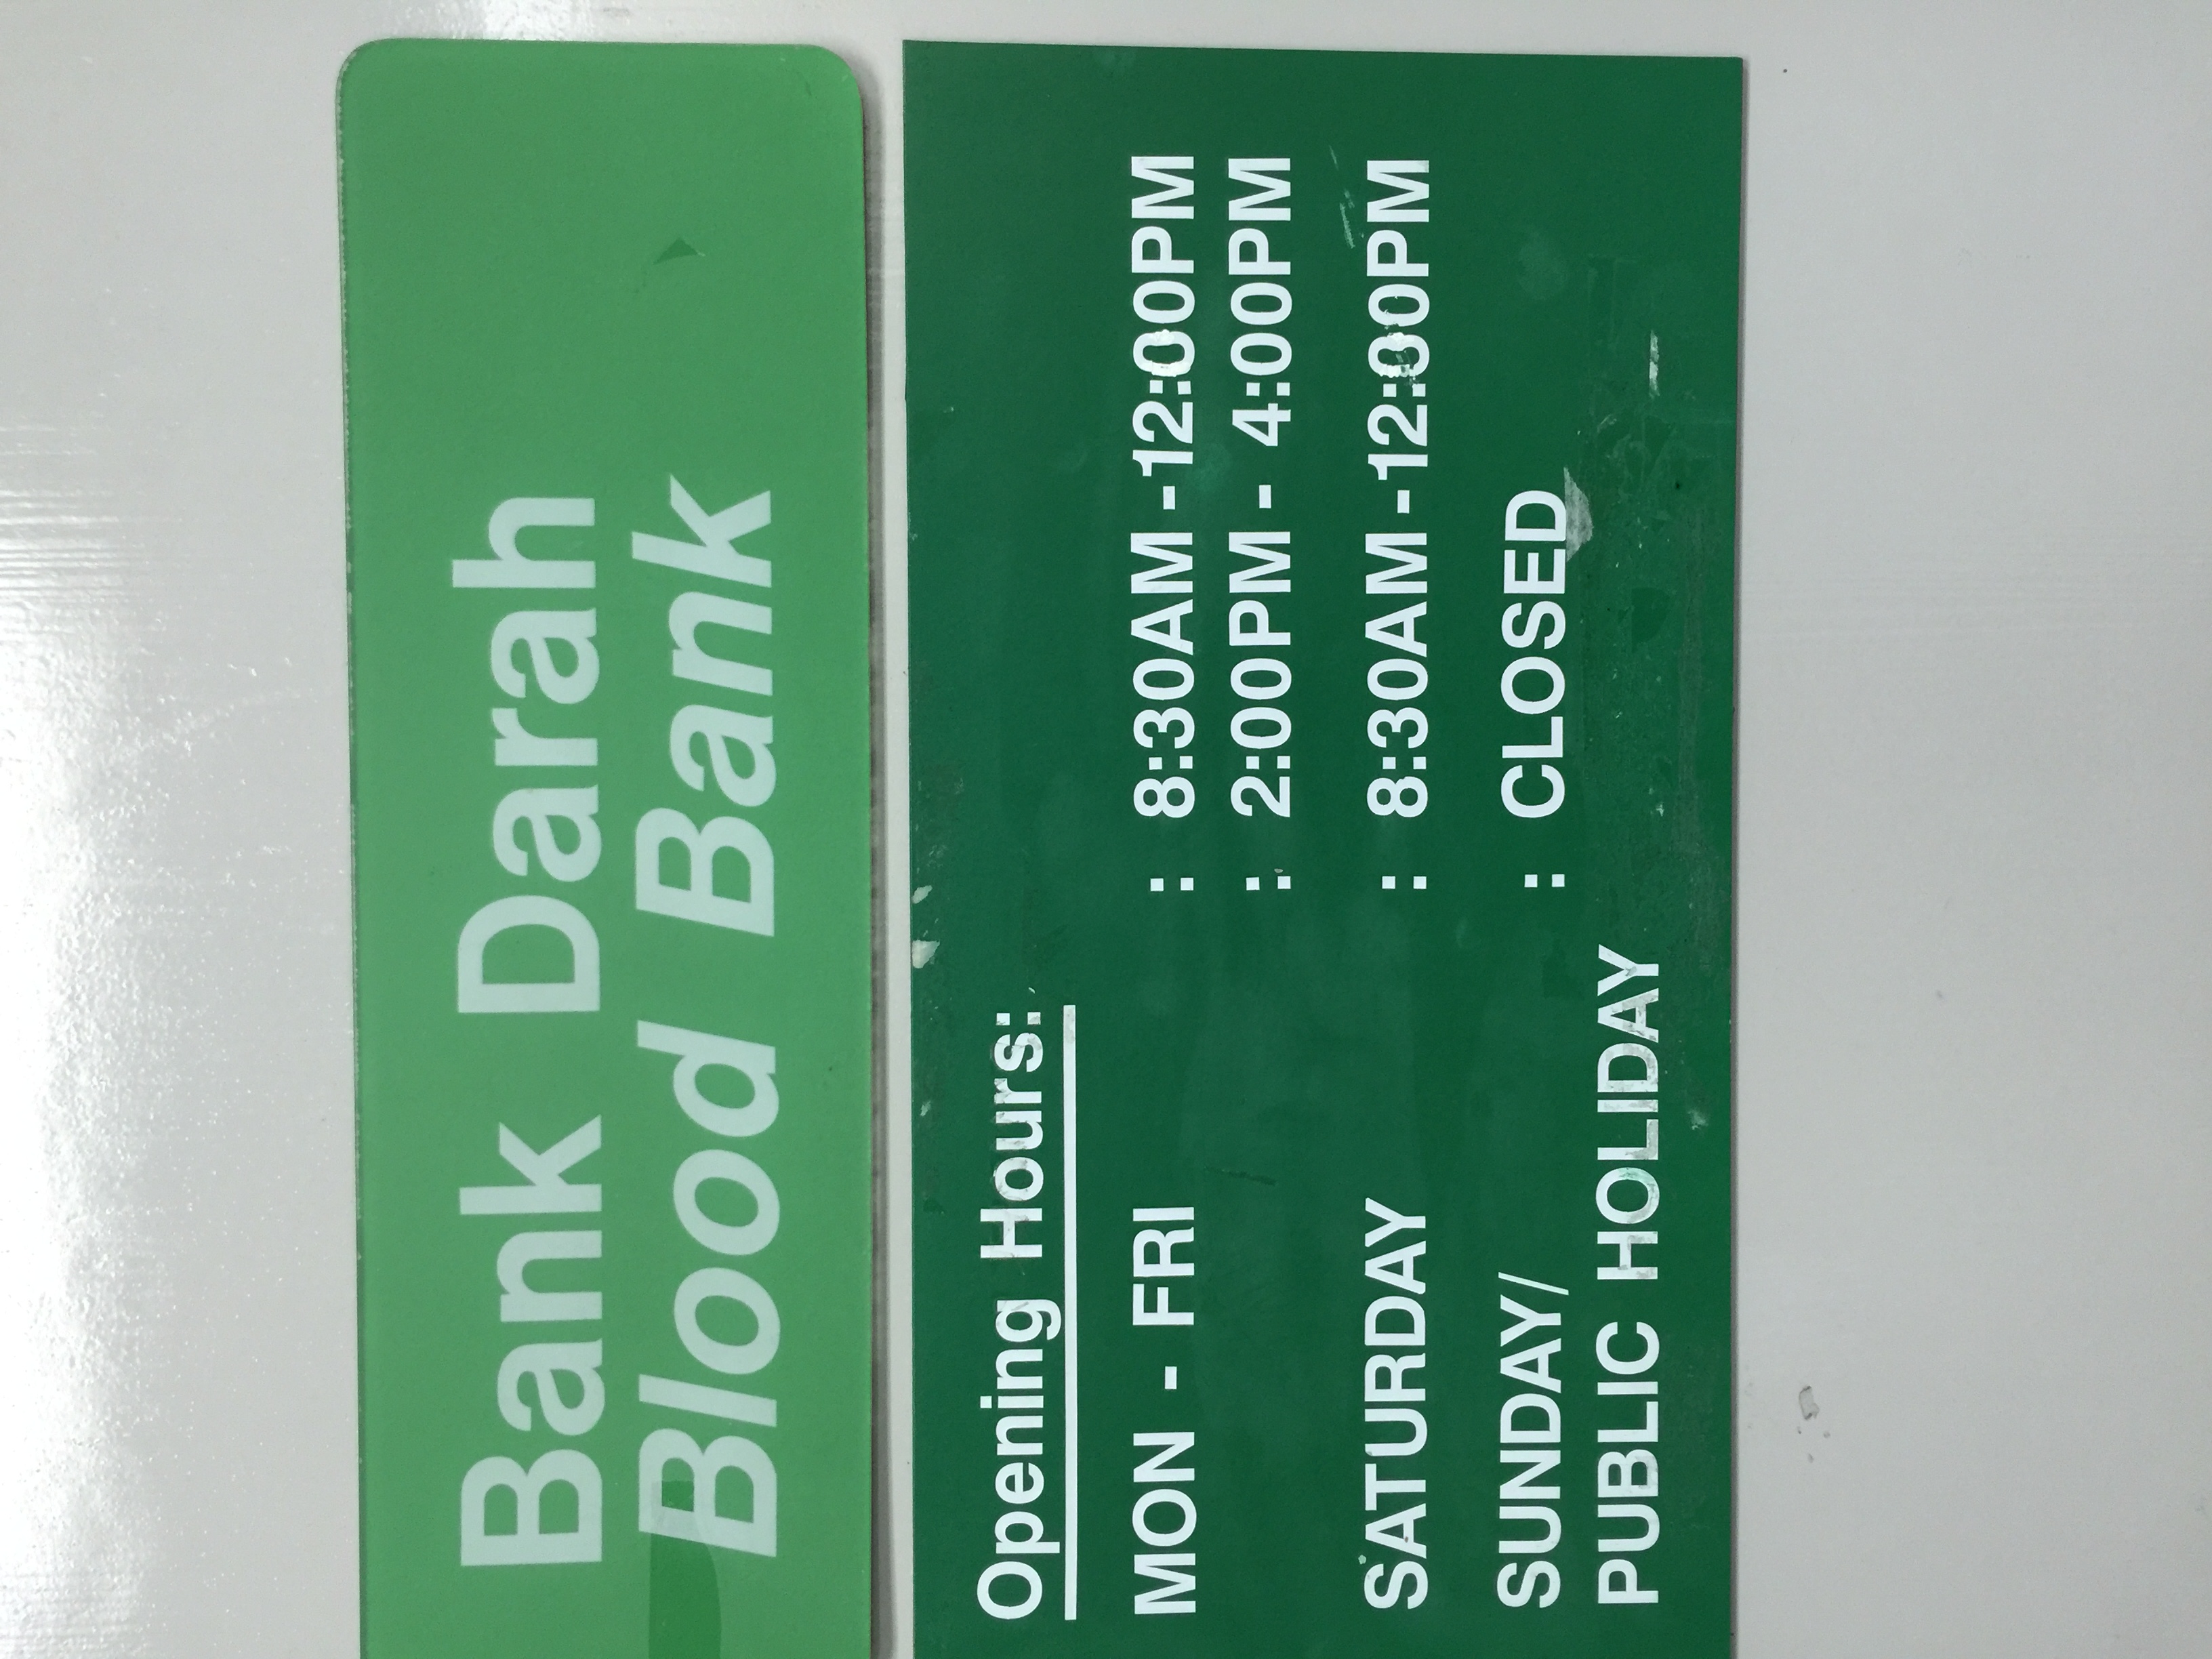 Bank Darah
Blood Bank
Opening Hours:
MON - FRI : 8:30AM -12:00PM
: 2:00PM - 4:00PM
SATURDAY : 8:30AM -12:00PM
SUNDAY/ : CLOSED
PUBLIC HOLIDAY